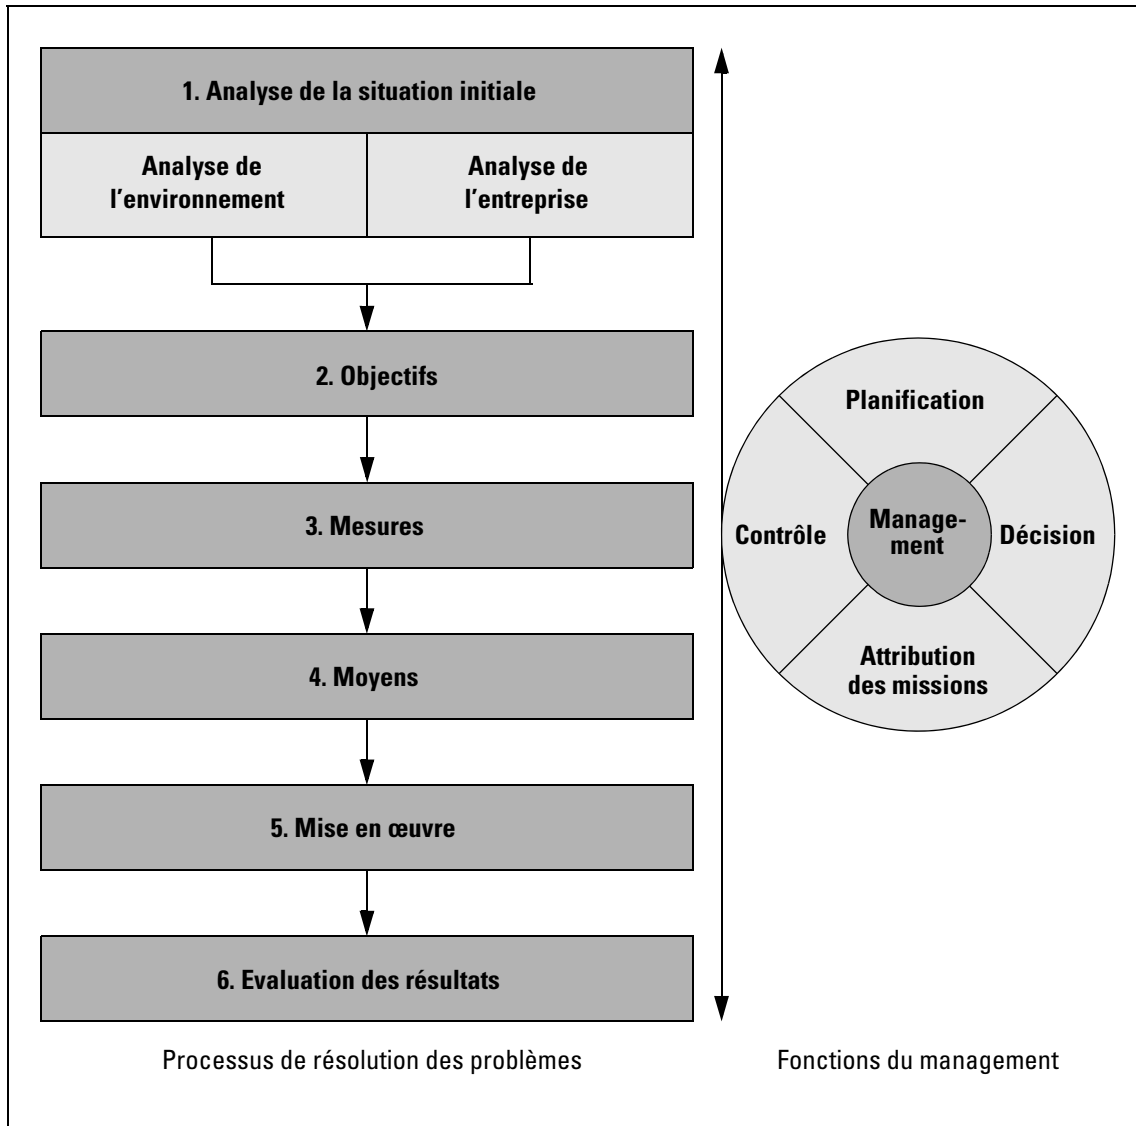 1. Analyse de la situation initiale
Analyse de
l'environnement
Analyse de
l'entreprise
2. Objectifs
3. Mesures
4. Moyens
5. Mise en œuvre
6. Evaluation des résultats
Processus de résolution des problèmes
Planification
Contrôle
Manage-
ment
Décision
Attribution
des missions
Fonctions du management